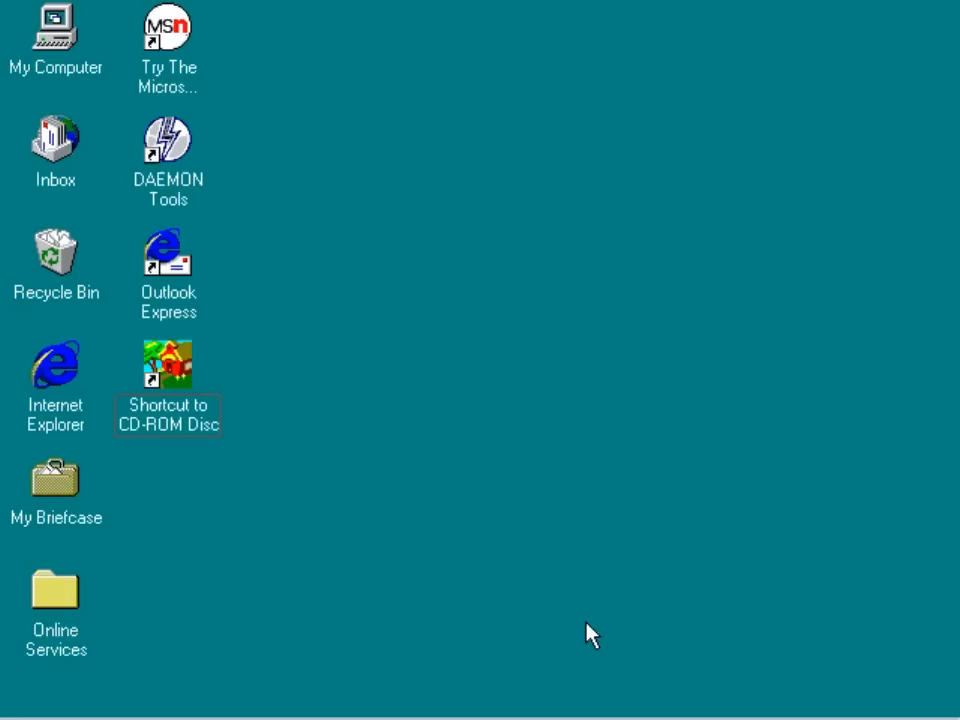 My Computer
Inbox
Recycle Bin
Internet
Explorer
My Briefcase
Online
Services
MSn
Try The
Micros...
DAEMON
Tools
Outlook
Express
Shortcut to
CD-ROM Disc